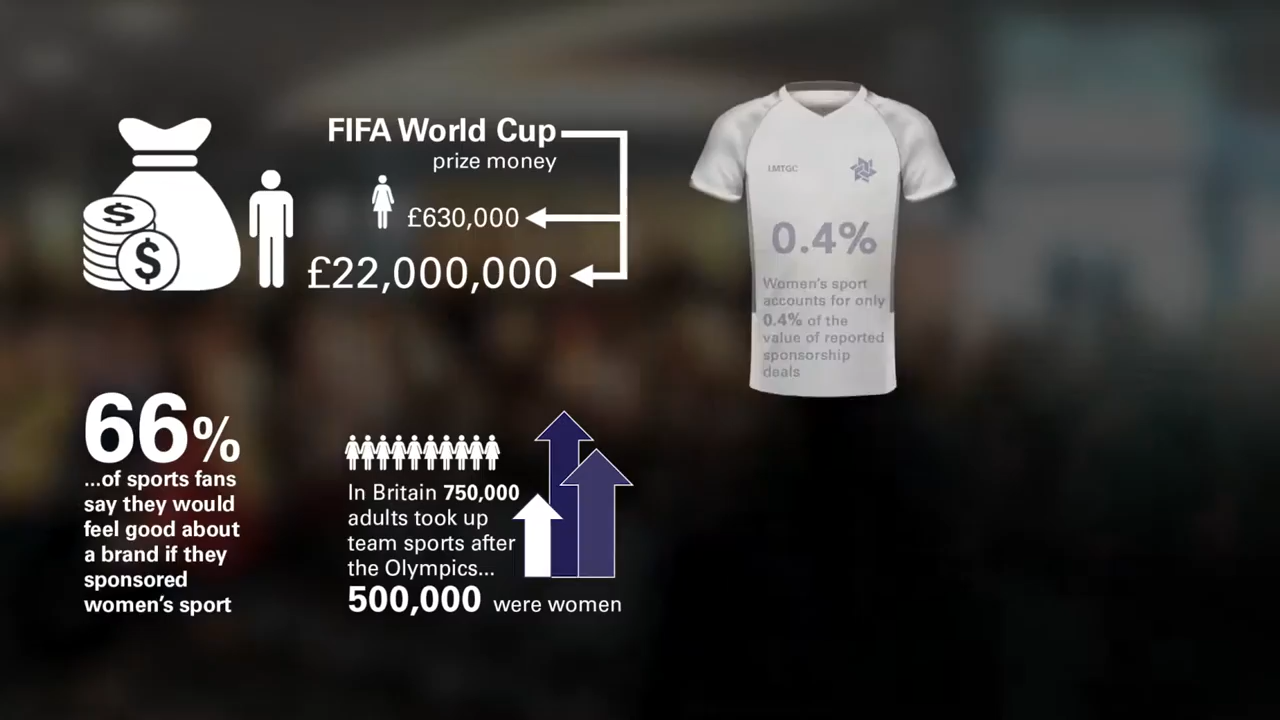 FIFA World Cup
prize money
£630,000
£22,000,000
$
$
LMTGC
0.4%
Women's sport
accounts for only
0.4% of the
value of reported
sponsorship
deals
66%
...of sports fans
say they would
feel good about
a brand if they
sponsored
women's sport
In Britain 750,000
adults took up
team sports after
the Olympics...
500,000 were women